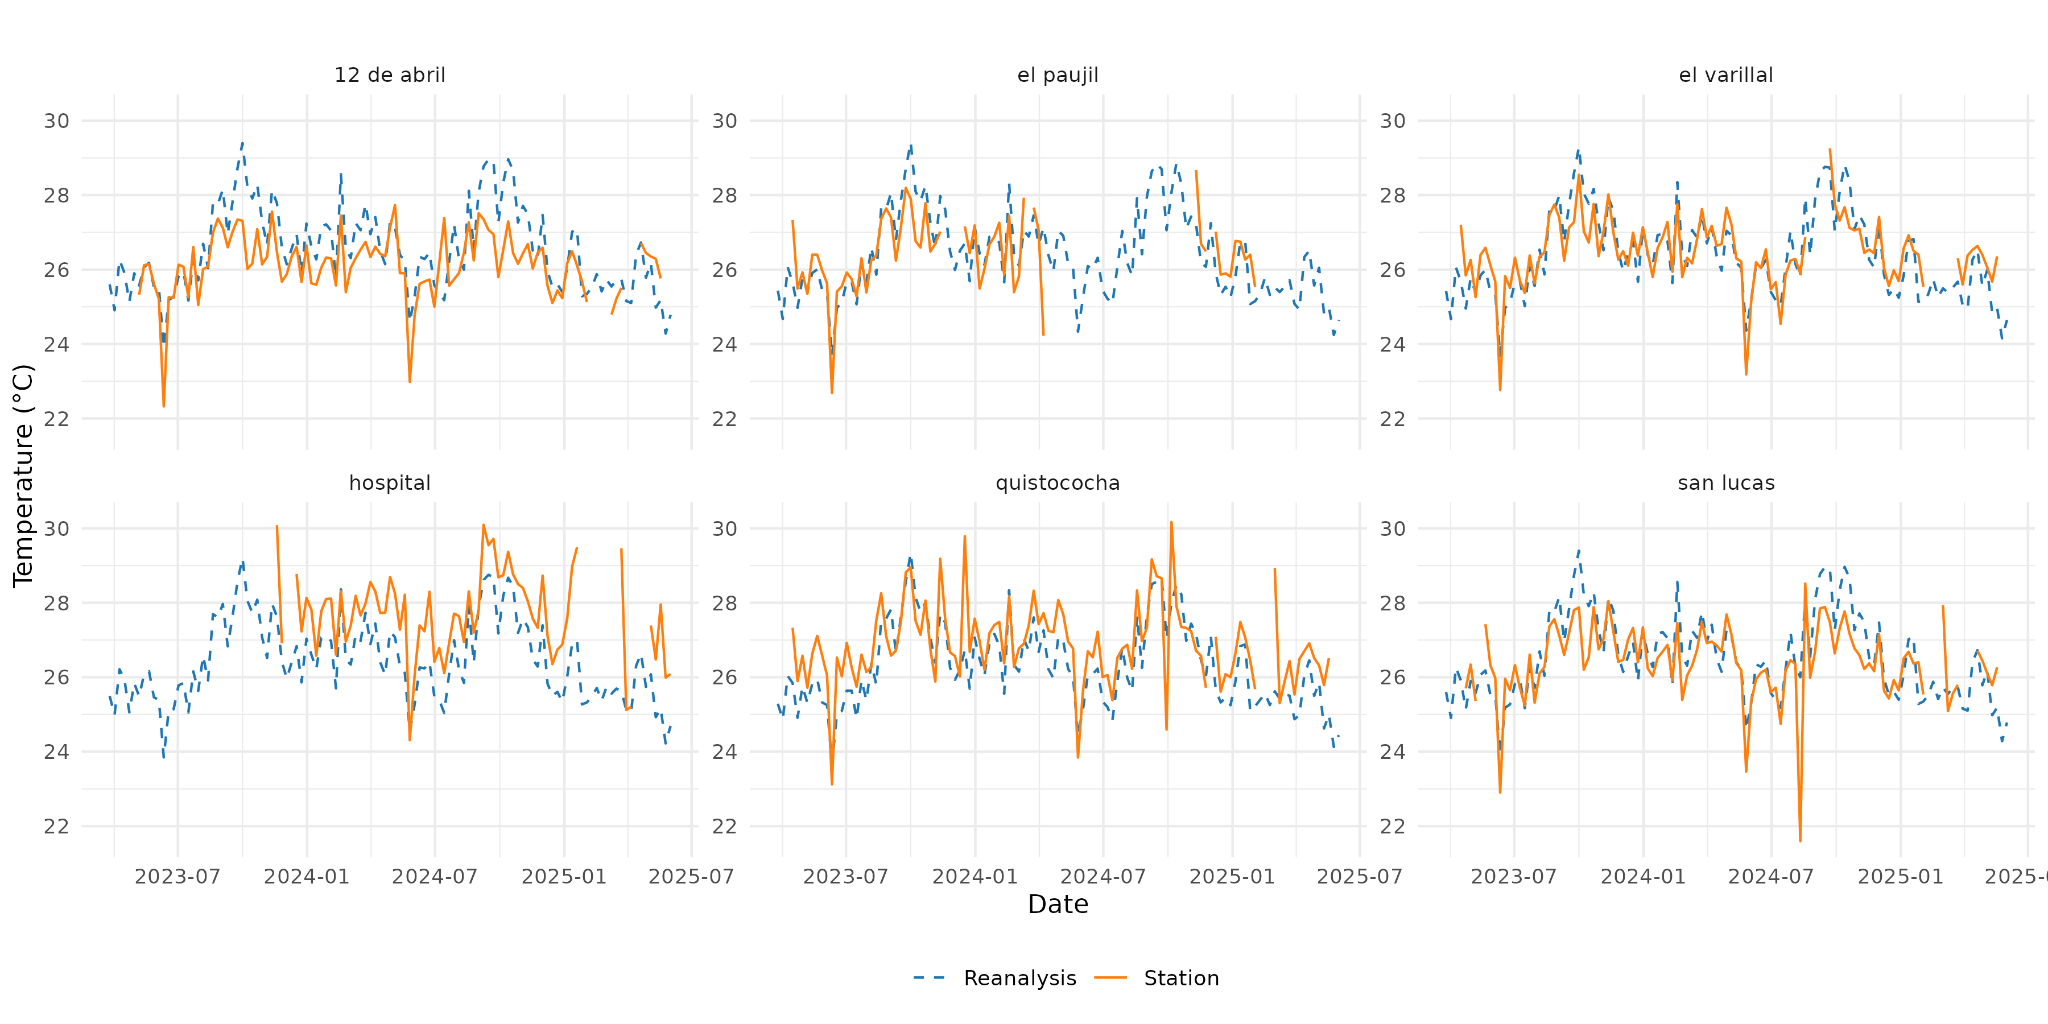 12 de abril
el paujil
el varillal
30
28
26
24
22
30
28
26
24
22
30
28
26
24
22
Temperature (°C)
hospital
quistococha
san lucas
30
28
26
24
22
30
28
26
24
22
30
28
26
24
22
2023-07 2024-01 2024-07 2025-01 2025-07
2023-07 2024-01 2024-07 2025-01 2025-07
2023-07 2024-01 2024-07 2025-01 2025-0
Date
Reanalysis Station